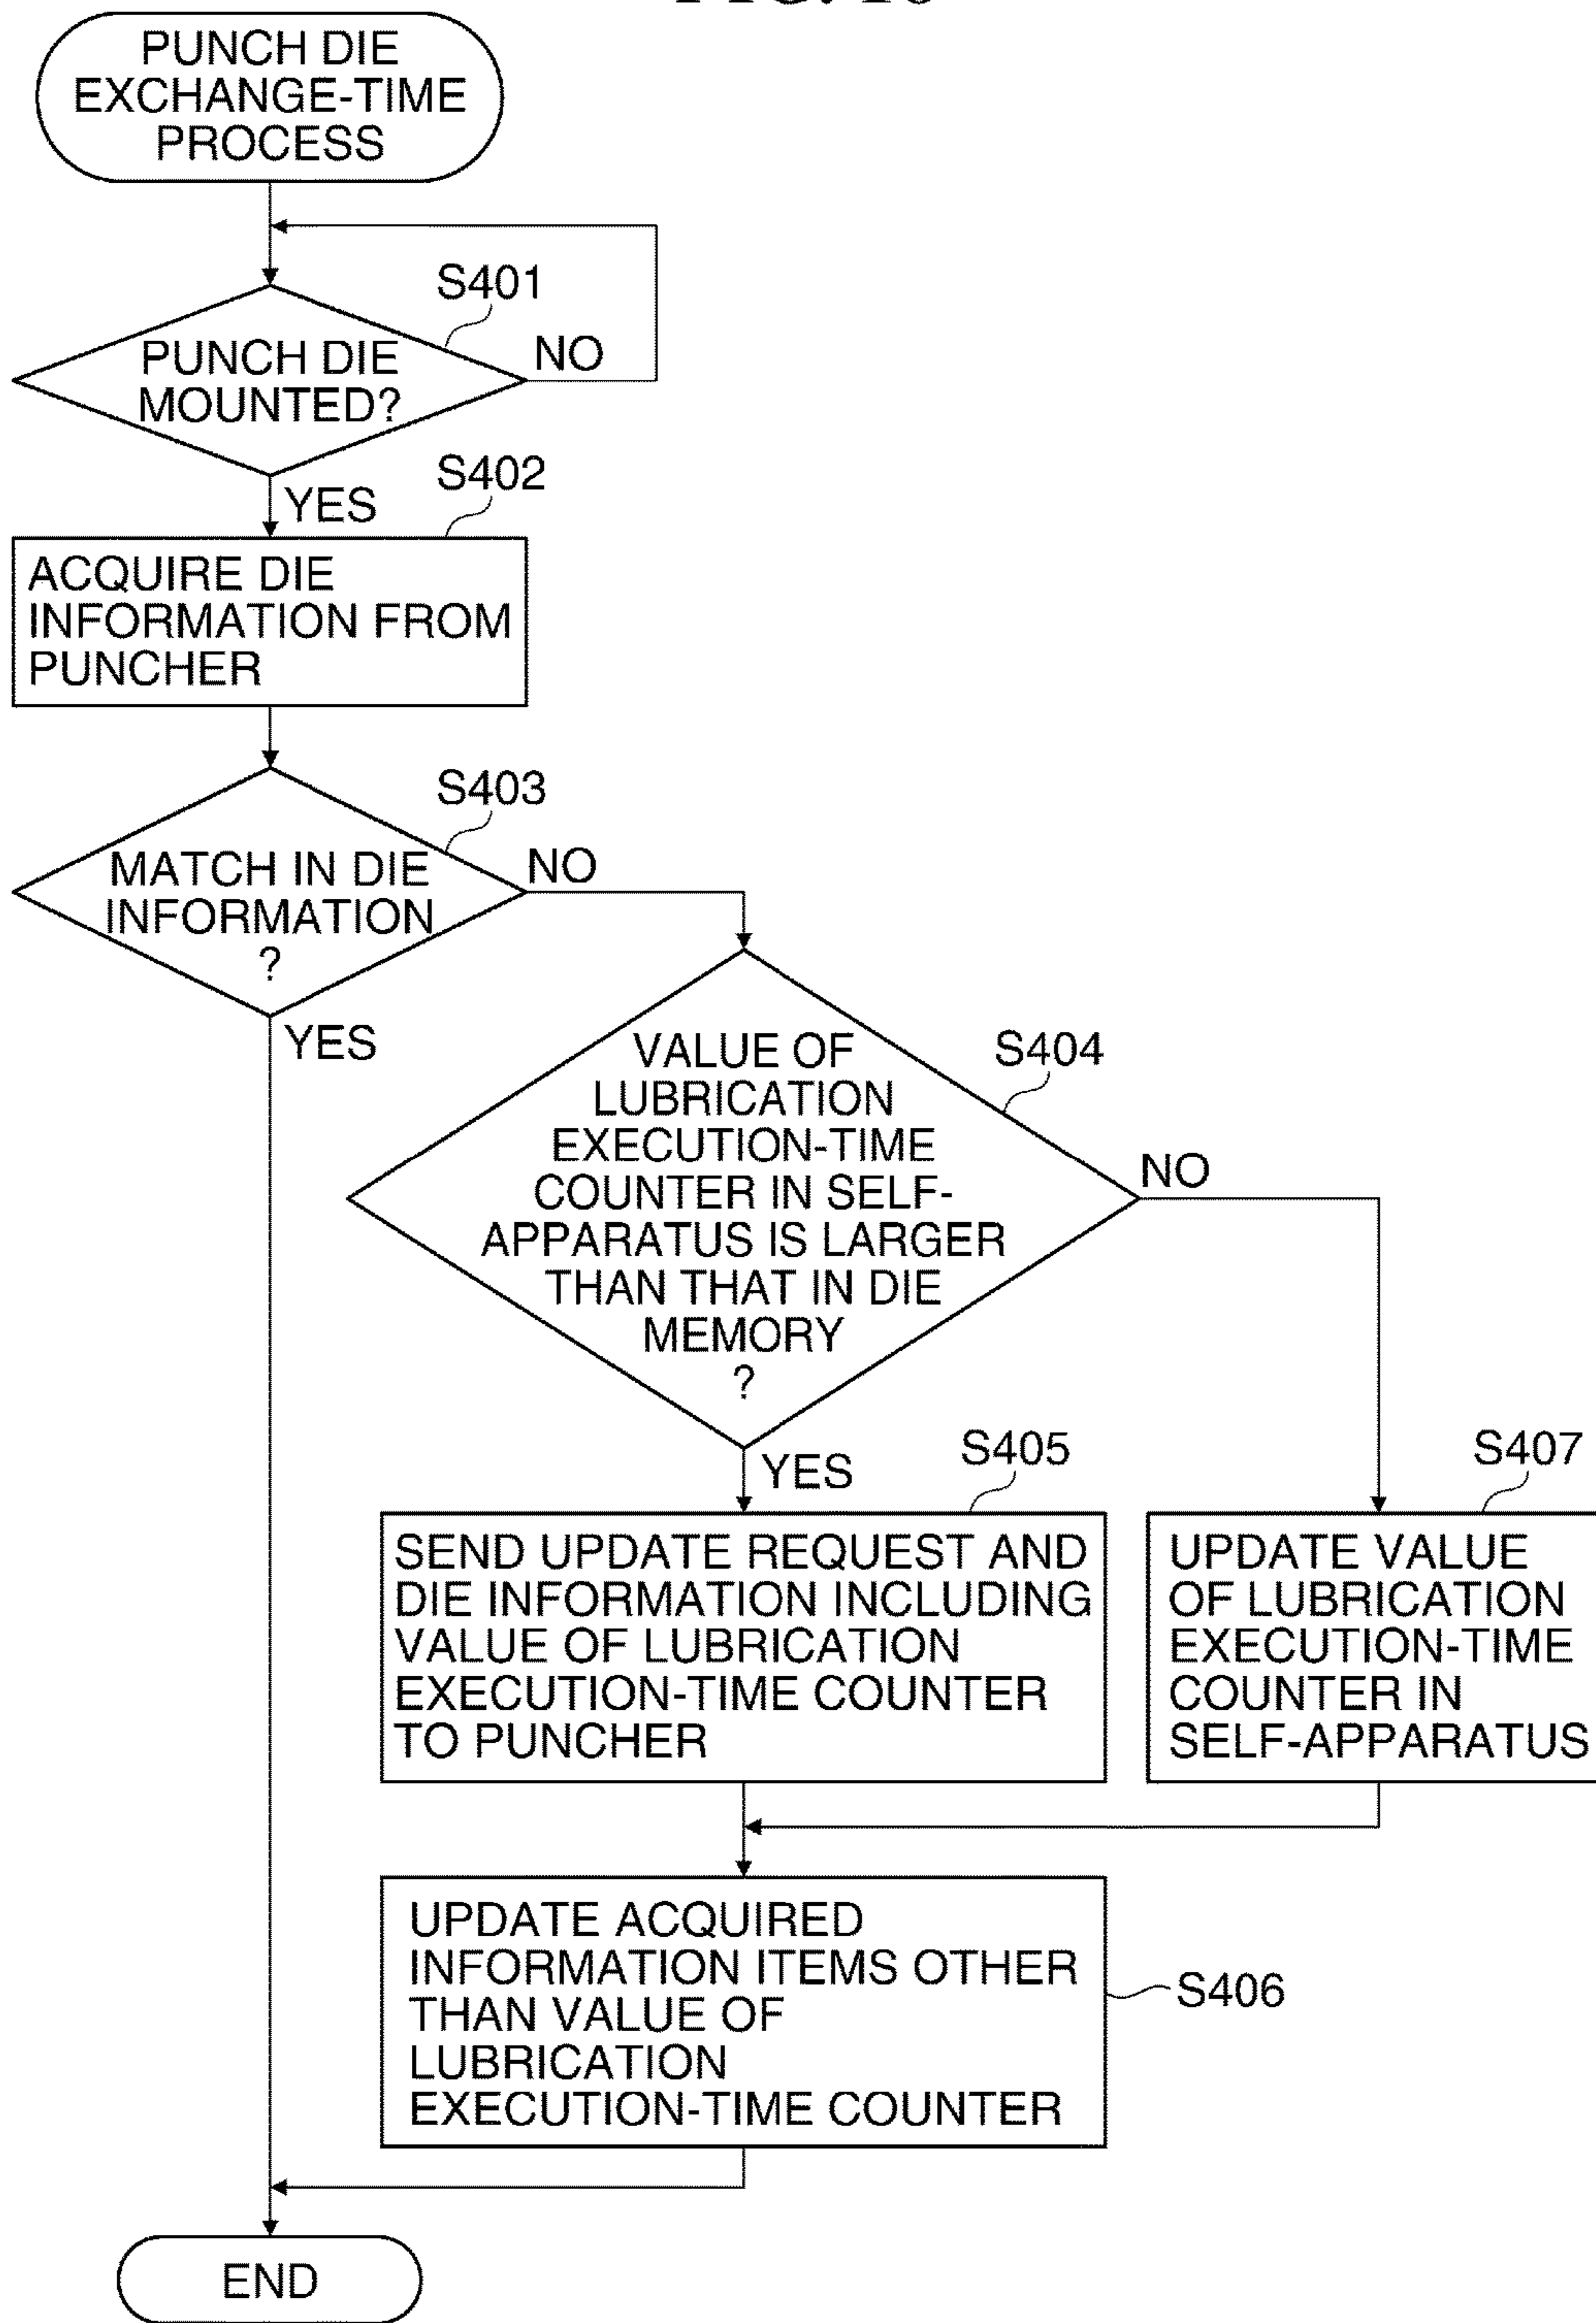 PUNCH DIE
EXCHANGE-TIME
PROCESS
S401
PUNCH DIE
MOUNTED?
NO
YES
S402
ACQUIRE DIE
INFORMATION FROM
PUNCHER
S403
MATCH IN DIE
INFORMATION
?
NO
YES
S404
VALUE OF
LUBRICATION
EXECUTION-TIME
COUNTER IN SELF-
APPARATUS IS LARGER
THAN THAT IN DIE
MEMORY
?
NO
YES
S405
SEND UPDATE REQUEST AND
DIE INFORMATION INCLUDING
VALUE OF LUBRICATION
EXECUTION-TIME COUNTER
TO PUNCHER
S407
UPDATE VALUE
OF LUBRICATION
EXECUTION-TIME
COUNTER IN
SELF-APPARATUS
UPDATE ACQUIRED
INFORMATION ITEMS OTHER
THAN VALUE OF
LUBRICATION
EXECUTION-TIME COUNTER
S406
END